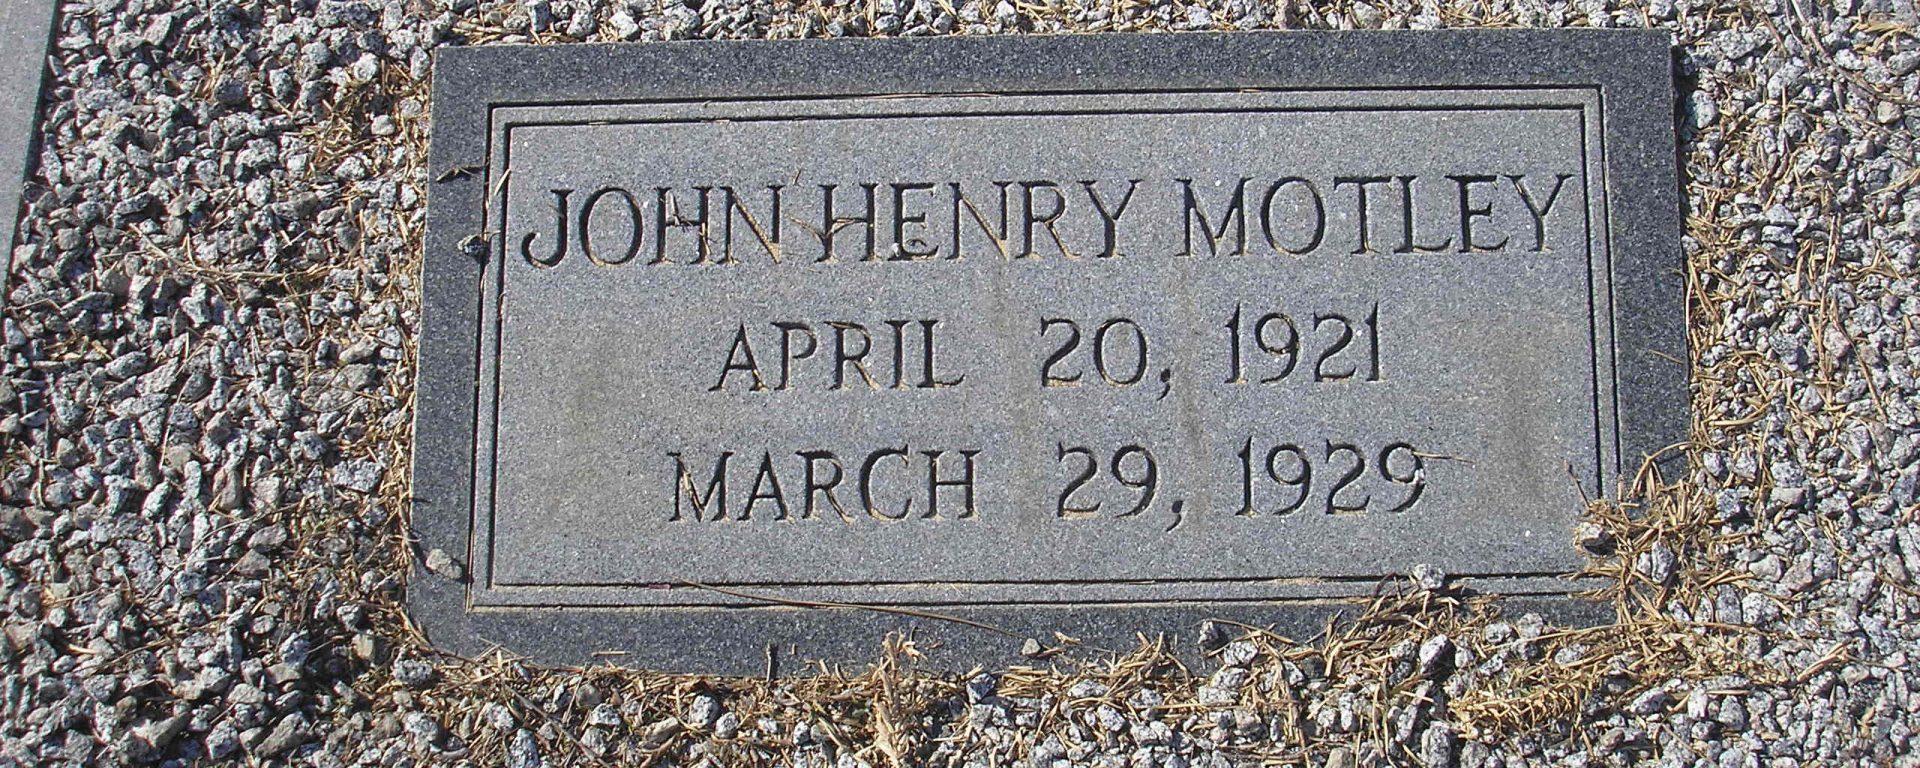 JOHN HENRY MOTLEY
APRIL 20, 1921
MARCH 29, 1929